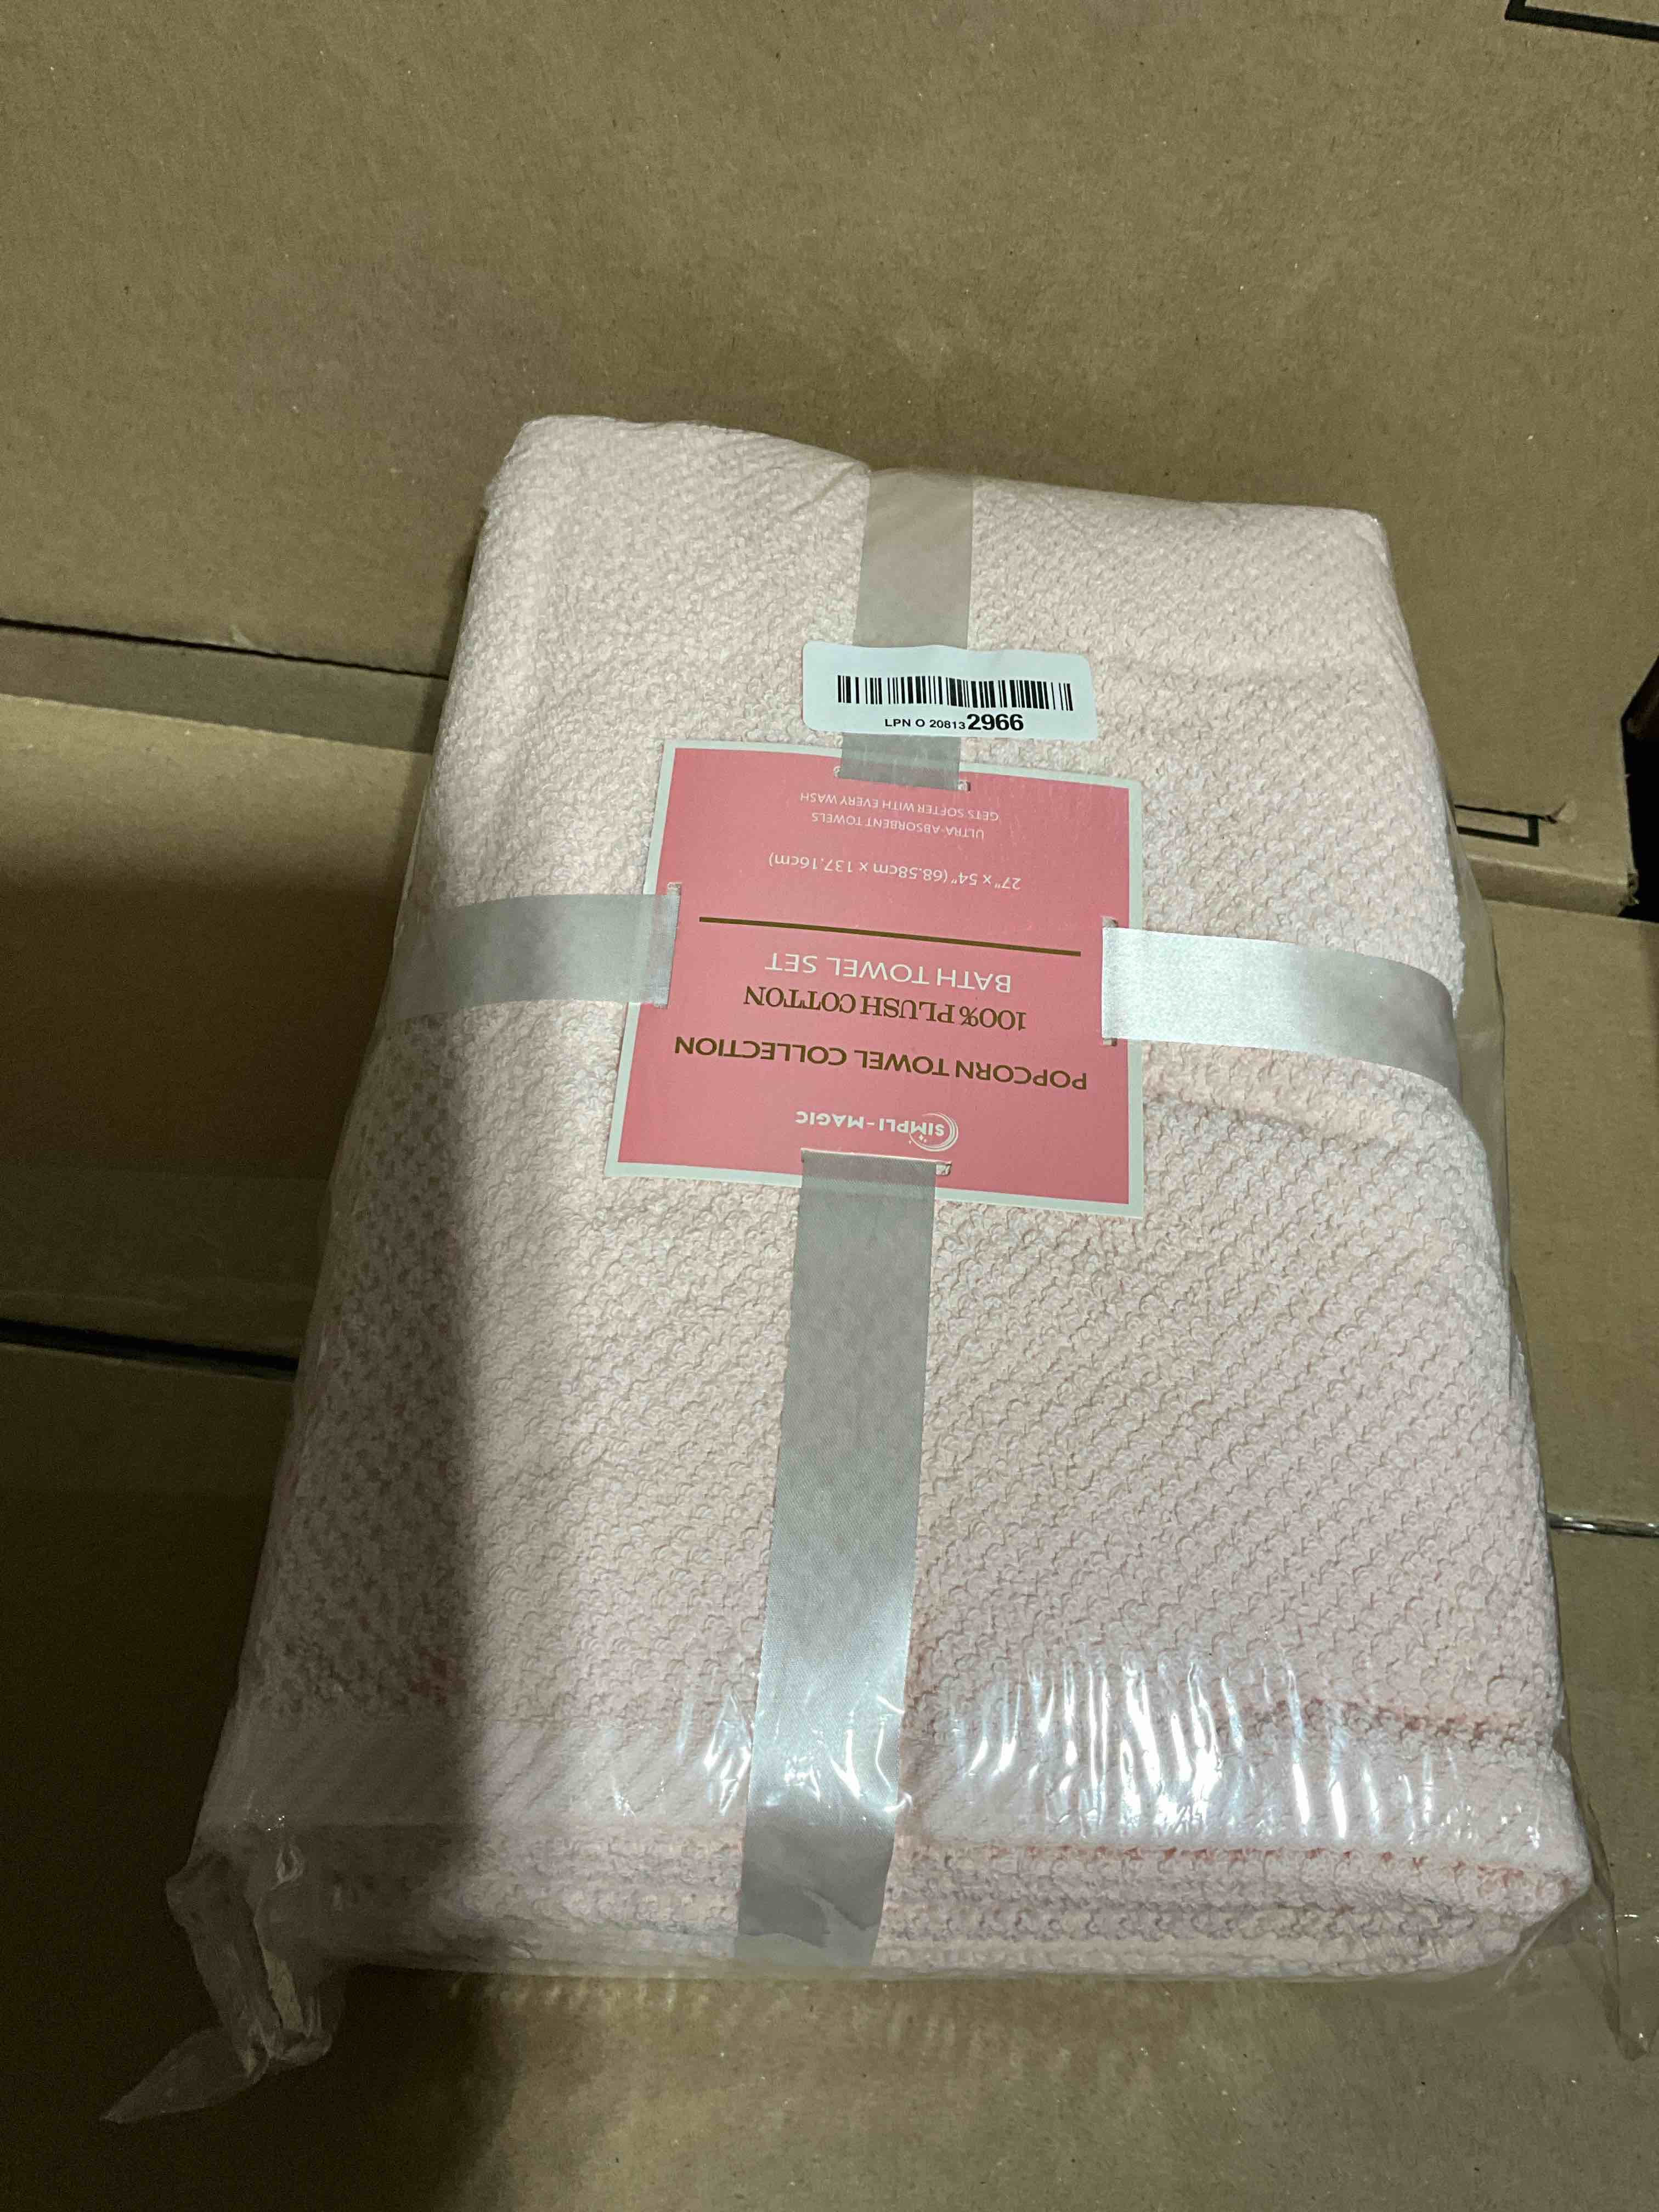 LPN O 208132966
SIMPLI-MAGIC
POPCORN TOWEL COLLECTION
100% PLUSH COTTON
BATH TOWEL SET
27" x 54" (68.58cm x 137.16cm)
ULTRA-ABSORBENT TOWELS
GETS SOFTER WITH EVERY WASH